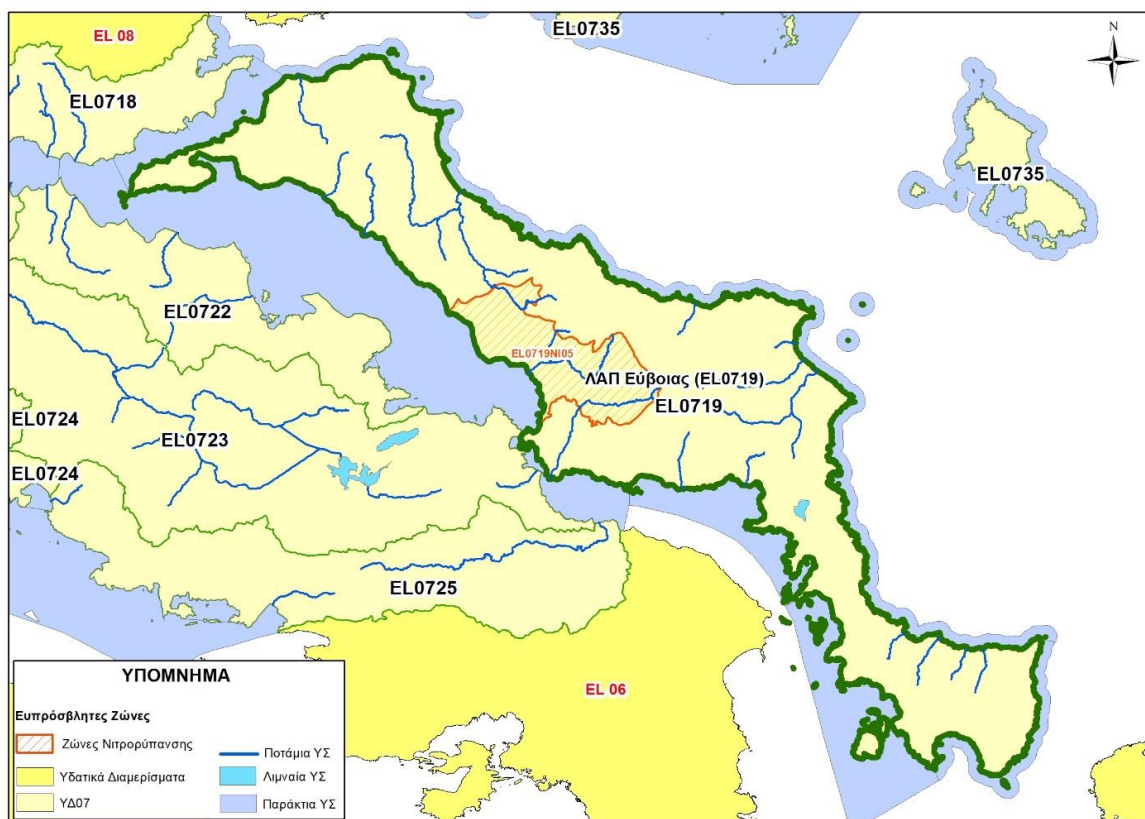 EL 08
EL0735
N
EL0718
EL0735
EL0722
EL0719NI05
ΛΑΠ Εύβοιας (EL0719)
EL0719
EL0724
EL0723
EL0724
EL0725
EL 06
ΥΠΟΜΝΗΜΑ
Ευπρόσβλητες Ζώνες
Ζώνες Νιτρορύπανσης
Ποτάμια ΥΣ
Υδατικά Διαμερίσματα
Λιμναία ΥΣ
ΥΔ07
Παράκτια ΥΣ